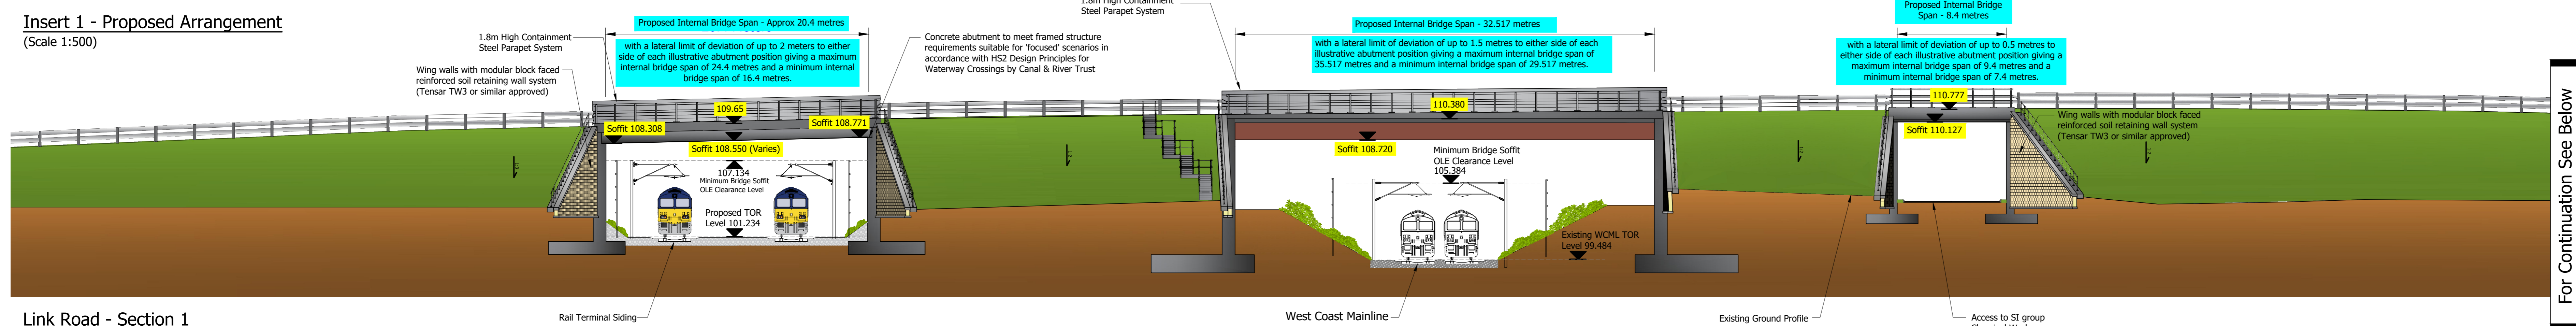 Insert 1 - Proposed Arrangement
(Scale 1:500)
1.8m High Containment
Steel Parapet System
Wing walls with modular block faced
reinforced soil retaining wall system
(Tensar TW3 or similar approved)
Proposed Internal Bridge Span - Approx 20.4 metres
with a lateral limit of deviation of up to 2 meters to either
side of each illustrative abutment position giving a maximum
internal bridge span of 24.4 metres and a minimum internal
bridge span of 16.4 metres.
109.65
Soffit 108.308
Soffit 108.771
Soffit 108.550 (Varies)
107.134
Minimum Bridge Soffit
OLE Clearance Level
Proposed TOR
Level 101.234
Concrete abutment to meet framed structure
requirements suitable for 'focused' scenarios in
accordance with HS2 Design Principles for
Waterway Crossings by Canal & River Trust
1.8m High Containment
Steel Parapet System
Proposed Internal Bridge Span - 32.517 metres
with a lateral limit of deviation of up to 1.5 metres to either side of each
illustrative abutment position giving a maximum internal bridge span of
35.517 metres and a minimum internal bridge span of 29.517 metres.
110.380
Soffit 108.720
Minimum Bridge Soffit
OLE Clearance Level
105.384
Existing WCML TOR
Level 99.484
Proposed Internal Bridge
Span - 8.4 metres
with a lateral limit of deviation of up to 0.5 metres to
either side of each illustrative abutment position giving a
maximum internal bridge span of 9.4 metres and a
minimum internal bridge span of 7.4 metres.
110.777
Soffit 110.127
Wing walls with modular block faced
reinforced soil retaining wall system
(Tensar TW3 or similar approved)
For Continuation See Below
Link Road - Section 1
Rail Terminal Siding
West Coast Mainline
Existing Ground Profile
Access to SI group